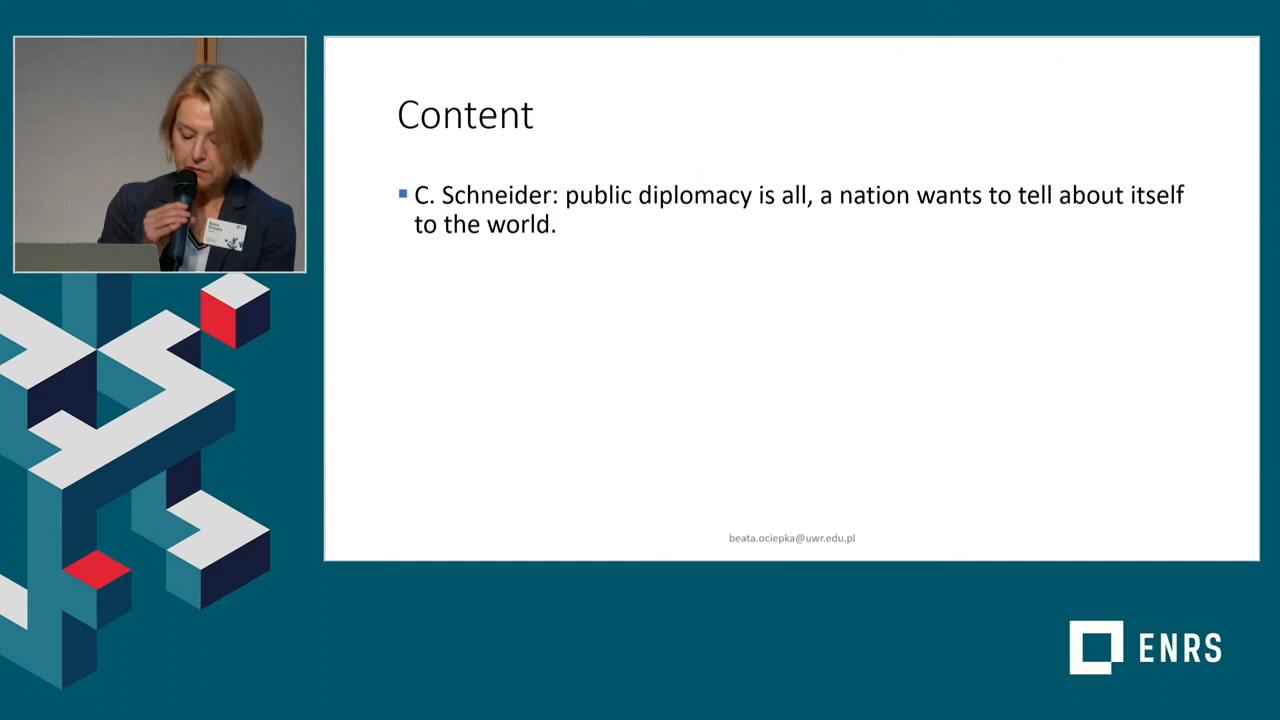 Content
C. Schneider: public diplomacy is all, a nation wants to tell about itself
to the world.
beata.ociepka@uwr.edu.pl
ENRS